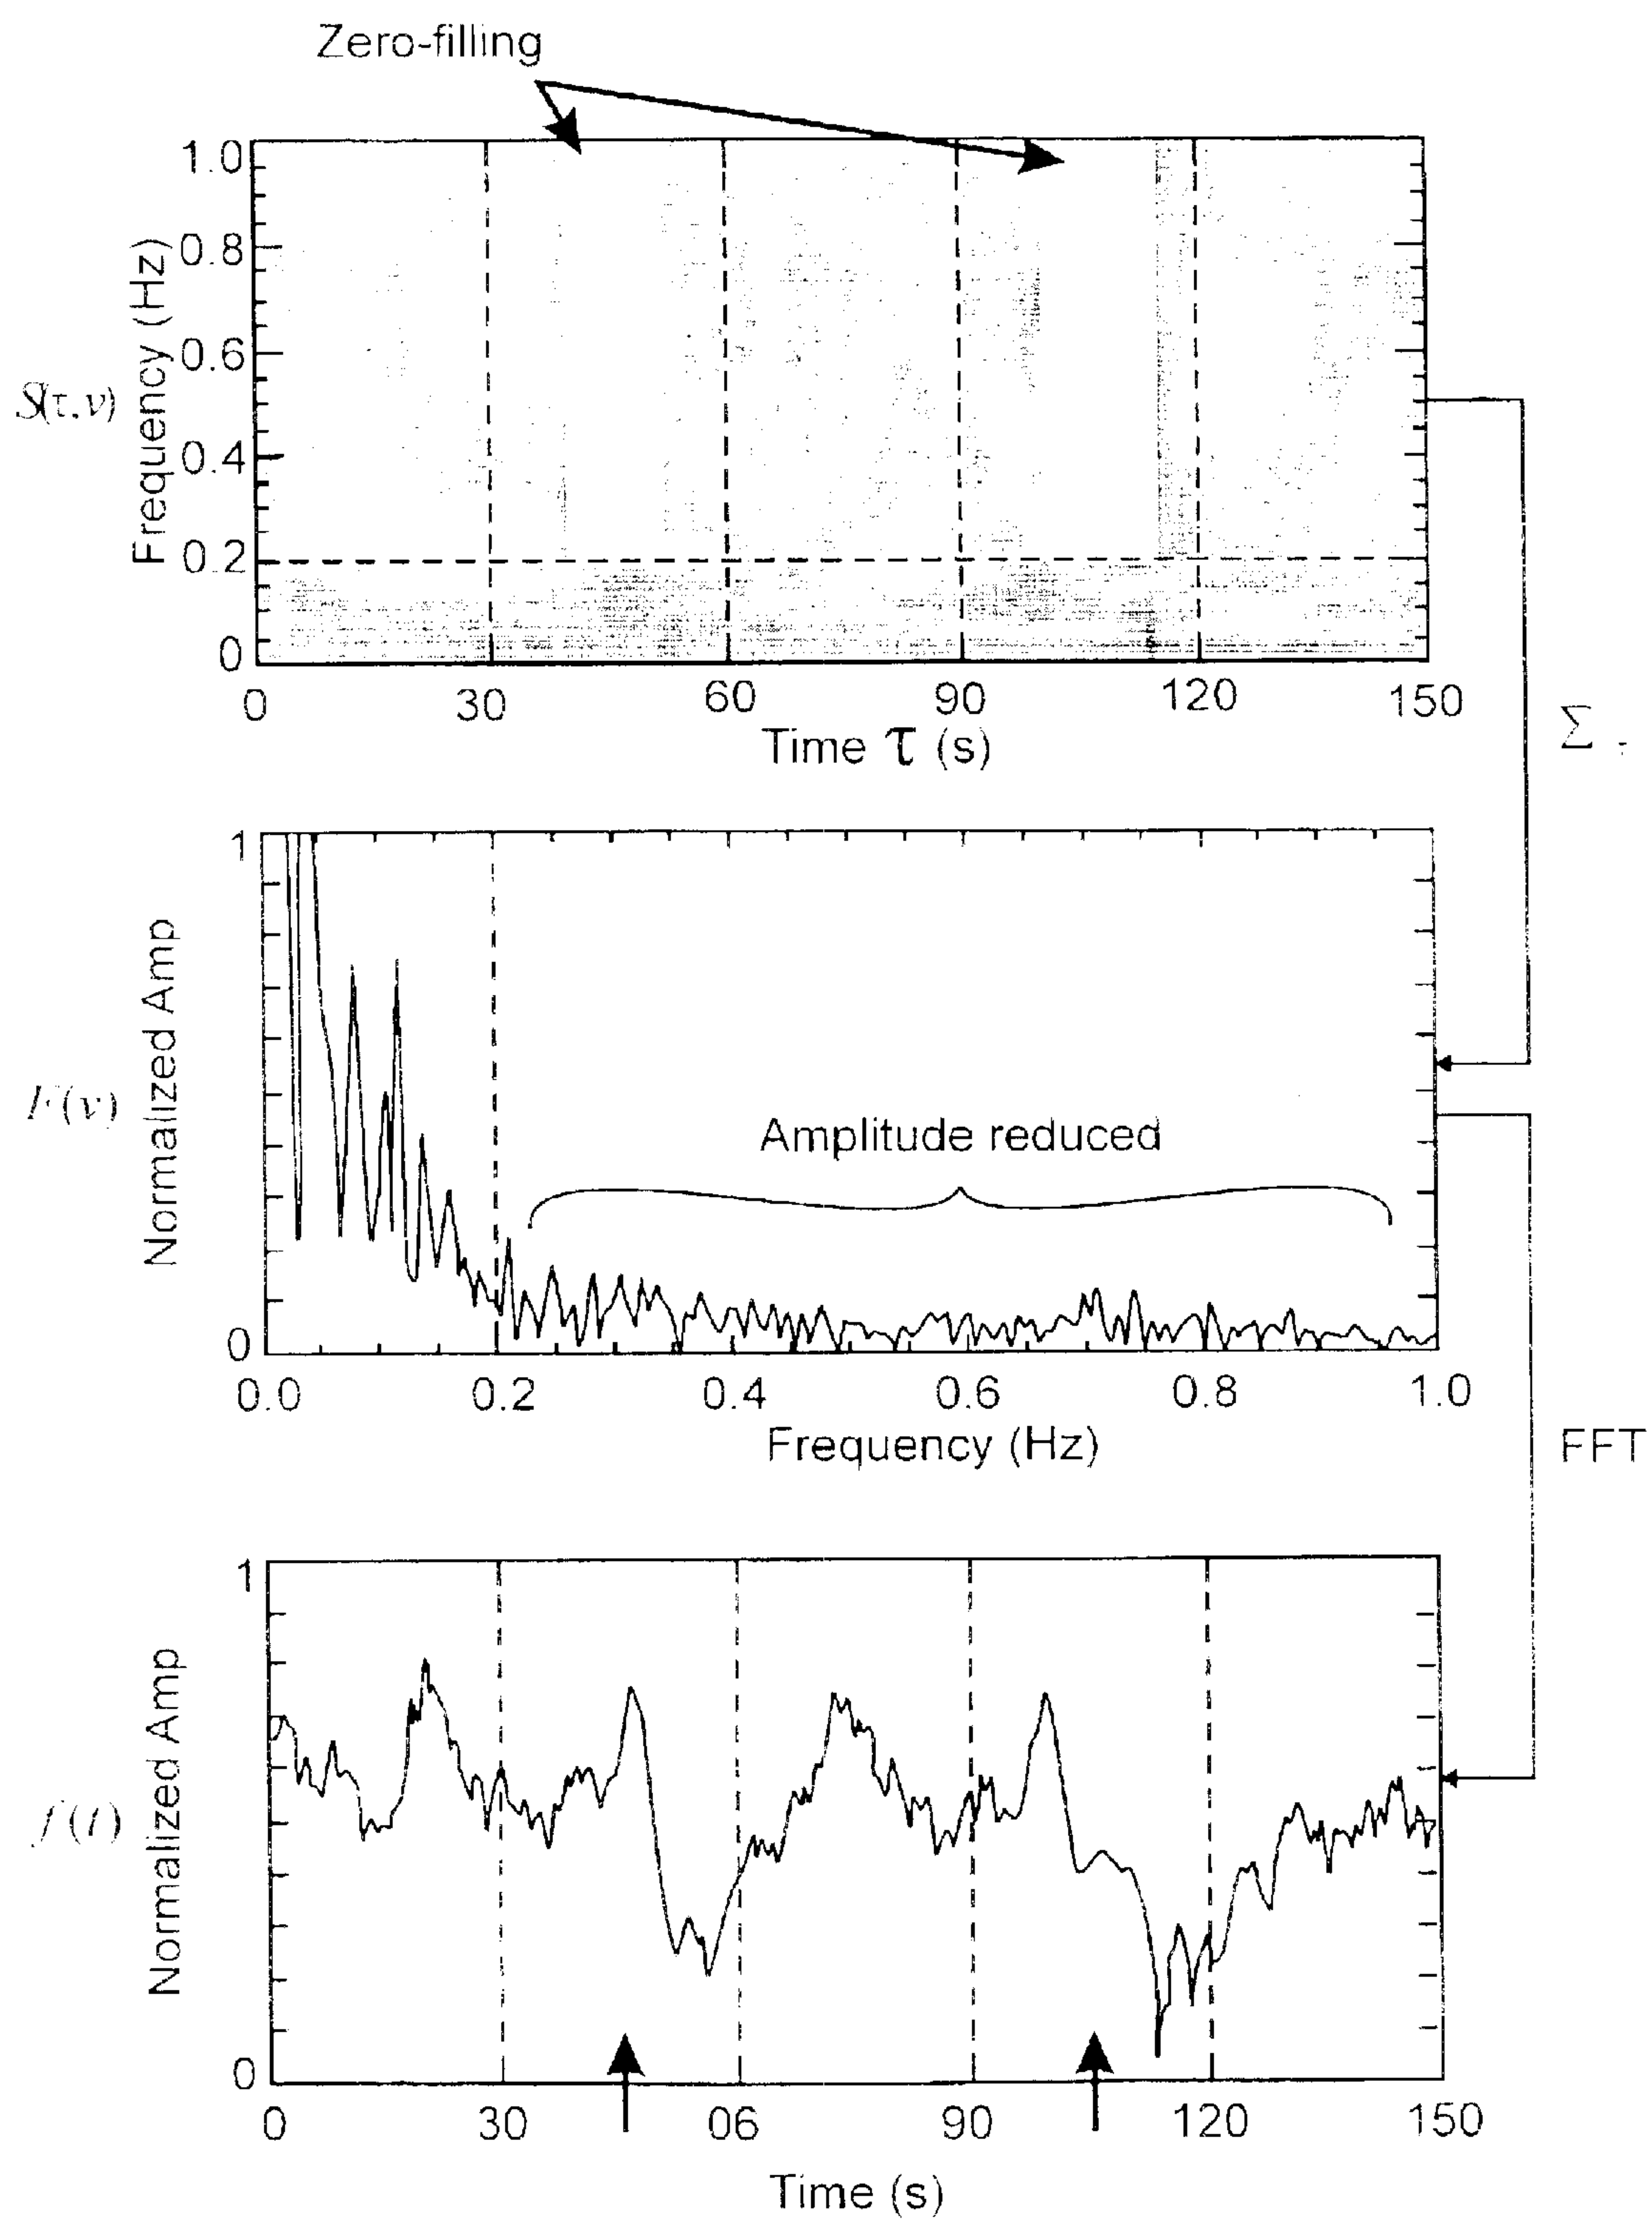 Zero-filling
1.0
0.8
0.6
0.4
0.2
0
Frequency (Hz)
S(τ,ν)
0 30 60 90 120 150
Time τ (s)
Σ τ
1
0
Normalized Amp
F(ν)
Amplitude reduced
0.0 0.2 0.4 0.6 0.8 1.0
Frequency (Hz)
FFT
1
0
Normalized Amp
f(t)
0 30 06 90 120 150
Time (s)